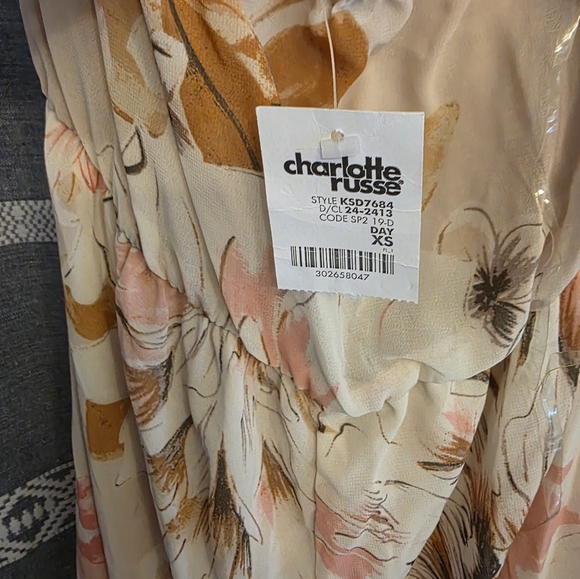 charlotte
russe
STYLE KSD7684
D/CL 24-2413
CODE SP2 19-D
DAY
XS
302658047